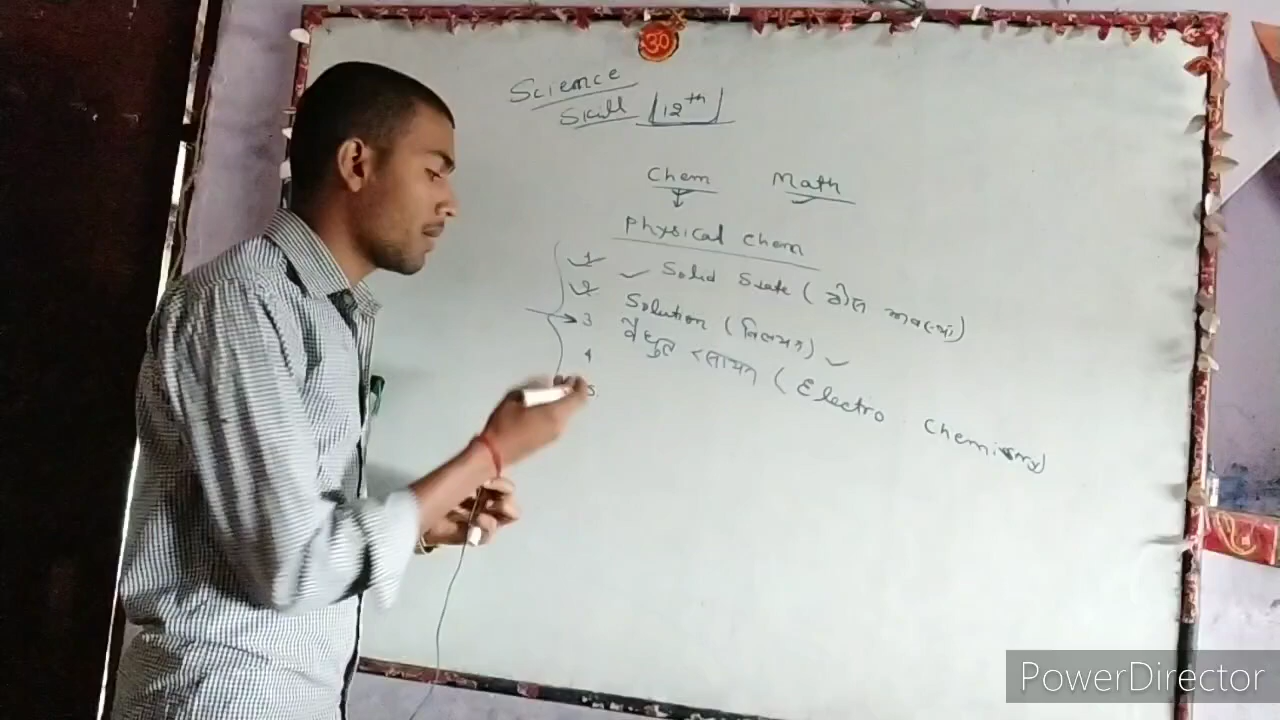 30
Science
Skill 12th
Chem Math
Physical Chem
1 Solid State (ठोस अवस्था)
2 Solution (विलयन)
3 वैधुत रसायन (Electro Chemistry)
4
5
PowerDirector